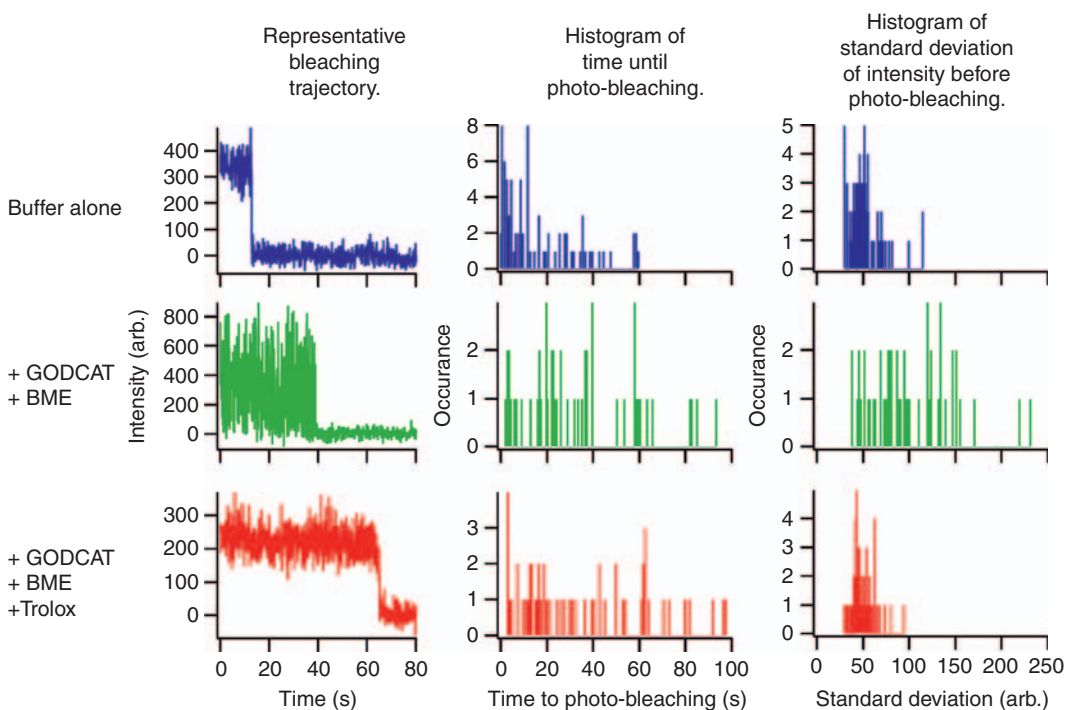 Representative
bleaching
trajectory.
Histogram of
time until
photo-bleaching.
Histogram of
standard deviation
of intensity before
photo-bleaching.
Buffer alone
400
300
200
100
0
8
6
4
2
0
5
4
3
2
1
0
+ GODCAT
+ BME
Intensity (arb.)
800
600
400
200
0
Occurance
2
1
0
Occurance
2
1
0
+ GODCAT
+ BME
+Trolox
300
200
100
0
3
2
1
0
4
3
2
1
0
0 20 40 60 80
0 20 40 60 80 100
0 50 100 150 200 250
Time (s)
Time to photo-bleaching (s)
Standard deviation (arb.)